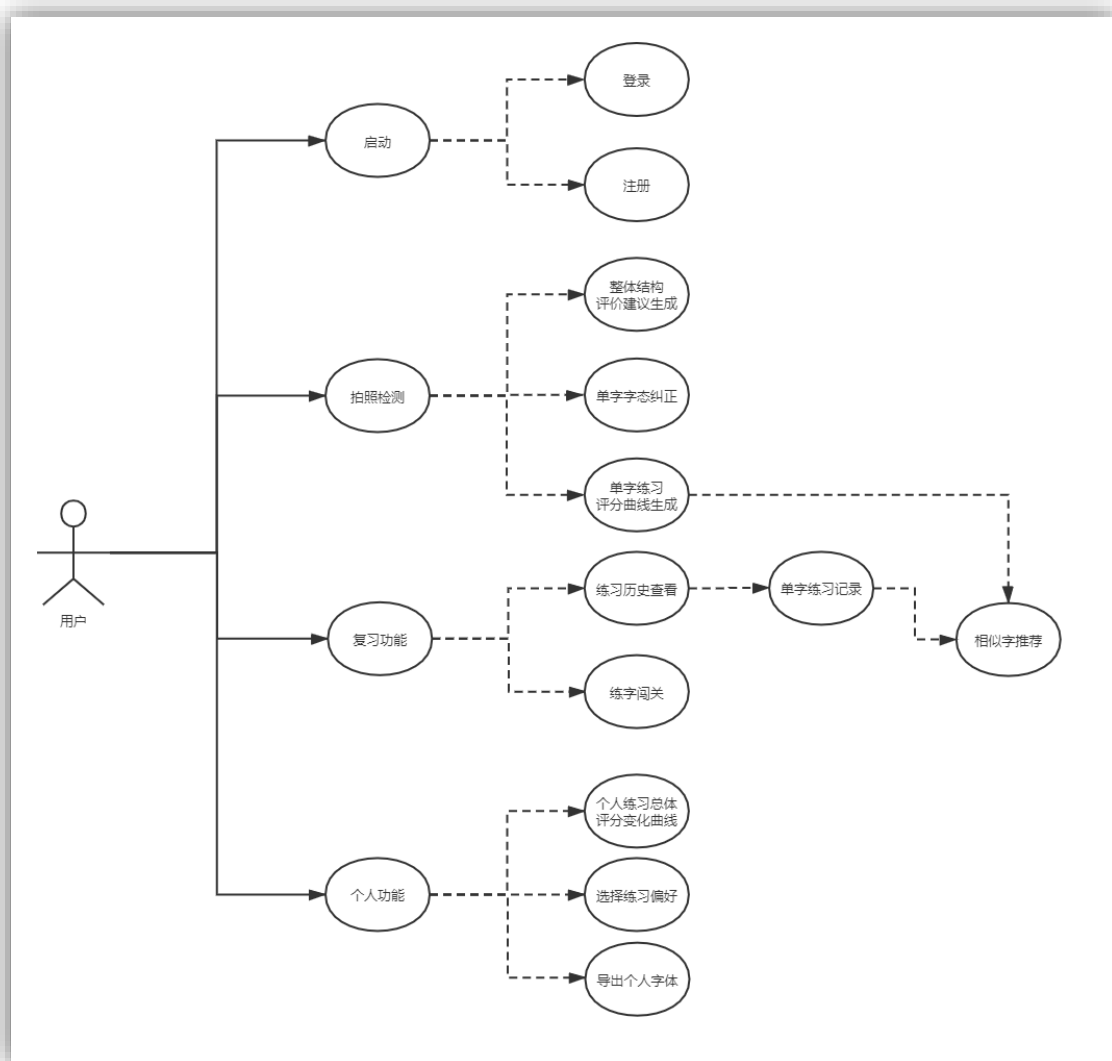 登录
启动
注册
整体结构
评价建议生成
拍照检测
单字字态纠正
单字练习
评分曲线生成
用户
练习历史查看
单字练习记录
复习功能
相似字推荐
练字闯关
个人练习总体
评分变化曲线
个人功能
选择练习偏好
导出个人字体